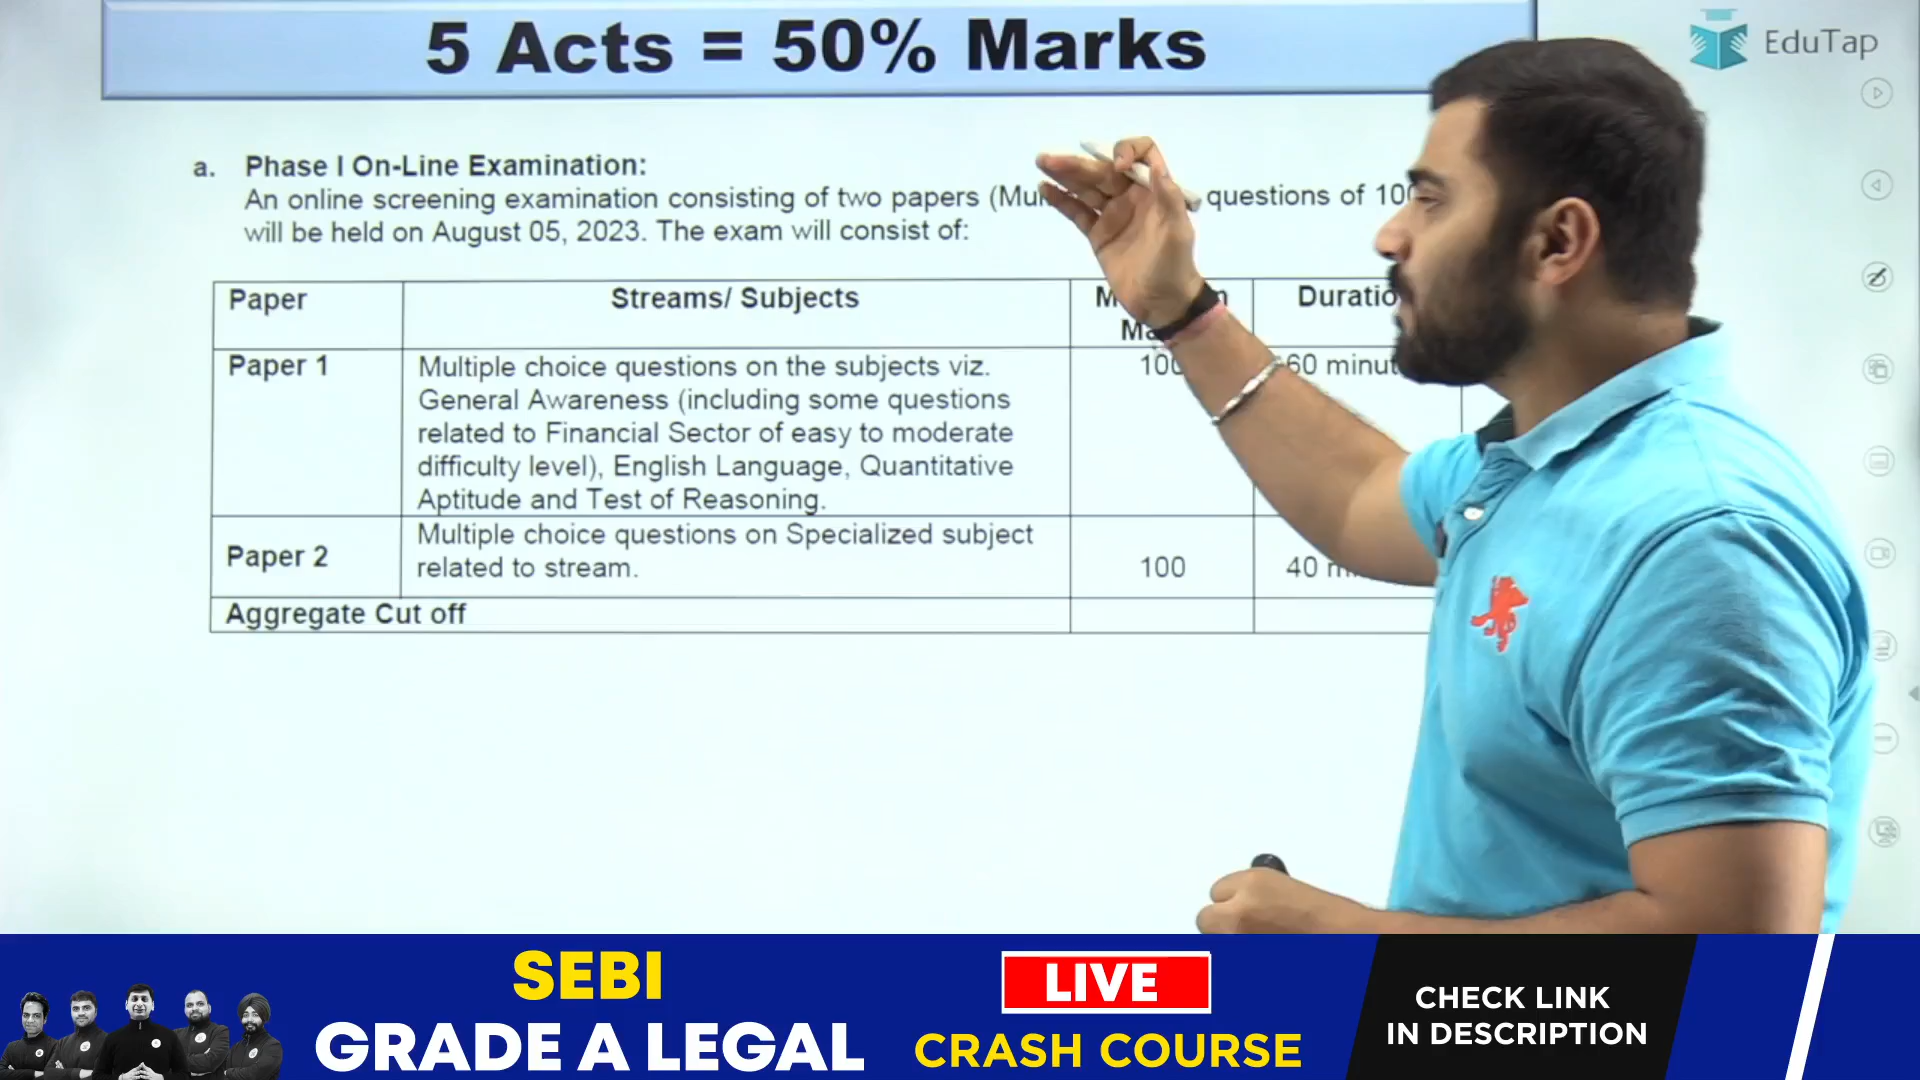 5 Acts = 50% Marks
EduTap
a. Phase I On-Line Examination:
An online screening examination consisting of two papers questions of
will be held on August 05, 2023. The exam will consist of:
Paper Streams/ Subjects
Paper 1 Multiple choice questions on the subjects viz. 60
General Awareness (including some questions
related to Financial Sector of easy to moderate
difficulty level), English Language, Quantitative
Aptitude and Test of Reasoning.
Multiple choice questions on Specialized subject
Paper 2 related to stream. 100 40
Aggregate Cut off
SEBI
GRADE A LEGAL
LIVE
CRASH COURSE
CHECK LINK
IN DESCRIPTION